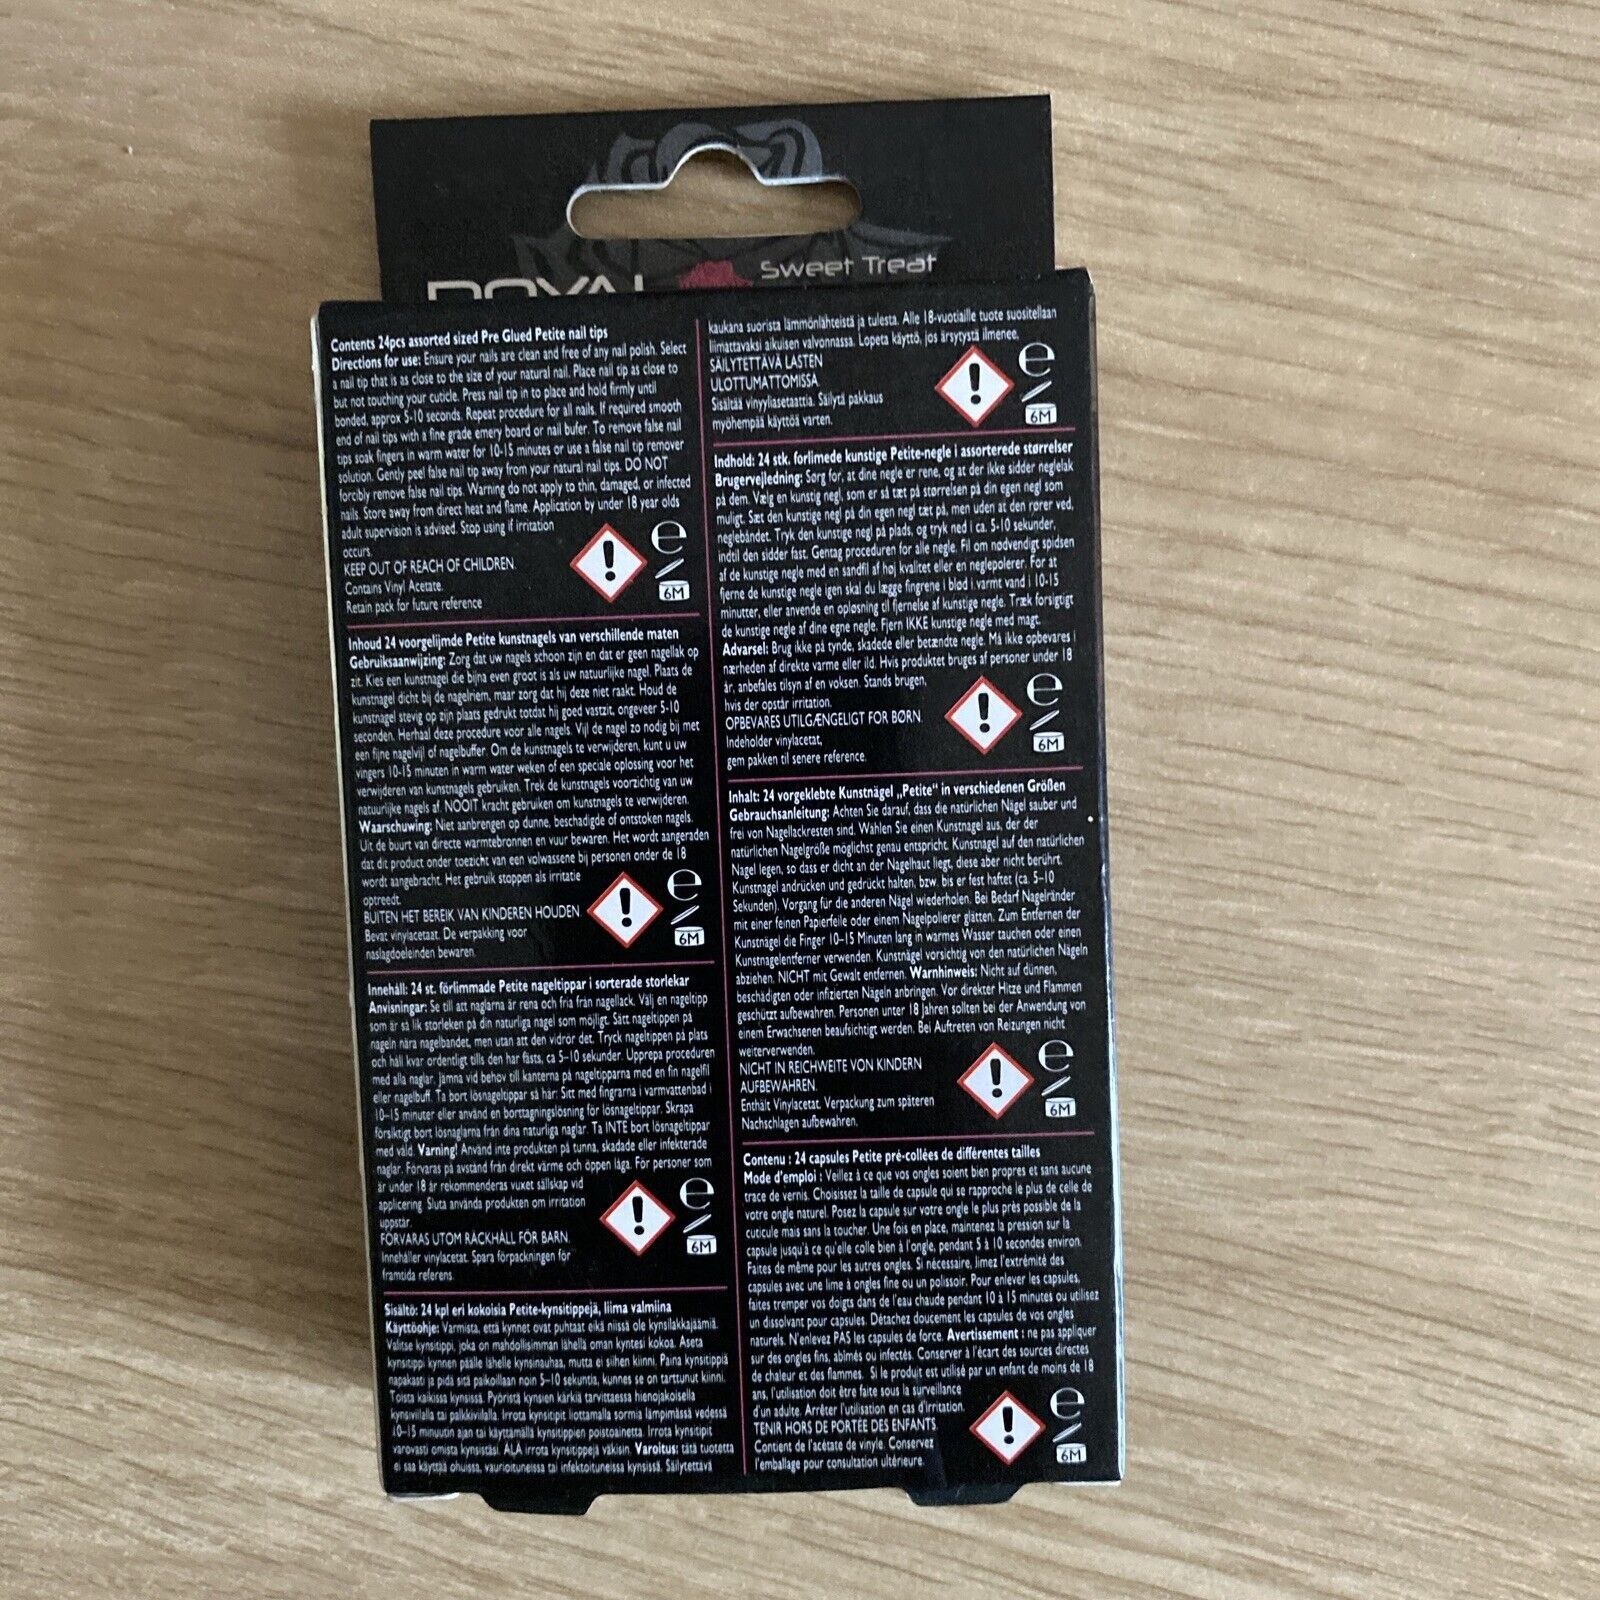 Sweet Treat
Contents 24pcs assorted sized Pre Glued Petite nail tips
Directions for use: Ensure your nails are clean and free of any nail polish. Select
a nail tip that is as close to the size of your natural nail. Place nail tip as close to
but not touching your cuticle. Press nail tip in to place and hold firmly until
bonded, approx 5-10 seconds. Repeat procedure for all nails. If required smooth
end of nail tips with a fine grade emery board or nail bufer. To remove false nail
tips soak fingers in warm water for 10-15 minutes or use a false nail tip remover
solution. Gently peel false nail tip away from your natural nail tips. DO NOT
forcibly remove false nail tips. Warning do not apply to thin, damaged, or infected
nails. Store away from direct heat and flame. Application by under 18 year olds
adult supervision is advised. Stop using if irritation
occurs.
KEEP OUT OF REACH OF CHILDREN.
Contains Vinyl Acetate.
Retain pack for future reference
e
6M
Inhoud 24 voorgelijmde Petite kunstnagels van verschillende maten
Gebruiksaanwijzing: Zorg dat uw nagels schoon zijn en dat er geen nagellak op
zit. Kies een kunstnagel die bijna even groot is als uw natuurlijke nagel. Plaats de
kunstnagel dicht bij de nagelriem, maar zorg dat hij deze niet raakt. Houd de
kunstnagel stevig op zijn plaats gedrukt totdat hij goed vastzit, ongeveer 5-10
seconden. Herhaal deze procedure voor alle nagels. Vijl de nagel zo nodig bij met
een fijne nagelvijl of nagelbuffer. Om de kunstnagels te verwijderen, kunt u uw
vingers 10-15 minuten in warm water weken of een speciale oplossing voor het
verwijderen van kunstnagels gebruiken. Trek de kunstnagels voorzichtig van uw
natuurlijke nagels af. NOOIT kracht gebruiken om kunstnagels te verwijderen.
Waarschuwing: Niet aanbrengen op dunne, beschadigde of ontstoken nagels.
Uit de buurt van directe warmtebronnen en vuur bewaren. Het wordt aangeraden
dat dit product onder toezicht van een volwassene bij personen onder de 18
wordt aangebracht. Het gebruik stoppen als irritatie
optreedt.
BUITEN HET BEREIK VAN KINDEREN HOUDEN
Bevat vinylacetaat. De verpakking voor
naslagdoeleinden bewaren.
e
6M
Innehåll: 24 st. förlimmade Petite nageltippar i sorterade storlekar
Anvisningar: Se till att naglarna är rena och fria från nagellack. Välj en nageltipp
som är så lik storleken på din naturliga nagel som möjligt. Sätt nageltippen på
nageln nära nagelbandet, men utan att den vidrör det. Tryck nageltippen på plats
och håll kvar ordentligt tills den har fästs, ca 5–10 sekunder. Upprepa proceduren
med alla naglar. Jämna vid behov till kanterna på nageltipparna med en fin nagelfil
eller nagelbuff. Ta bort lösnageltippar så här: Sitt med fingrarna i varmvattenbad i
10–15 minuter eller använd en borttagningslösning för lösnageltippar. Skrapa
försiktigt bort lösnaglarna från dina naturliga naglar. Ta INTE bort lösnageltippar
med våld. Varning! Använd inte produkten på tunna, skadade eller infekterade
naglar. Förvaras på avstånd från direkt värme och öppen låga. För personer som
är under 18 år rekommenderas vuxet sällskap vid
applicering. Sluta använda produkten om irritation
uppstår.
FÖRVARAS UTOM RÄCKHÅLL FÖR BARN.
Innehåller vinylacetat. Spara förpackningen för
framtida referens.
e
6M
Sisältö: 24 kpl eri kokoisia Petite-kynsitippejä, liima valmiina
Käyttöohje: Varmista, että kynnet ovat puhtaat eikä niissä ole kynsilakkajäämiä.
Valitse kynsitippi, joka on mahdollisimman lähellä oman kyntesi kokoa. Aseta
kynsitippi kynnen päälle lähelle kynsinauhaa, mutta ei siihen kiinni. Paina kynsitippiä
napakasti ja pidä sitä paikoillaan noin 5–10 sekuntia, kunnes se on tarttunut kiinni.
Toista kaikissa kynsissä. Pyöristä kynsien kärkiä tarvittaessa hienojakoisella
kynsiviilalla tai palkkiviilalla. Irrota kynsitipit liottamalla sormia lämpimässä vedessä
10–15 minuutin ajan tai käyttämällä kynsitippien poistoainetta. Irrota kynsitipit
varovasti omista kynsistäsi. ÄLÄ irrota kynsitippejä väkisin. Varoitus: tätä tuotetta
ei saa käyttää ohuissa, vaurioituneissa tai infektoituneissa kynsissä. Säilytettävä
kaukana suorista lämmönlähteistä ja tulesta. Alle 18-vuotiaille tuote suositellaan
liimattavaksi aikuisen valvonnassa. Lopeta käyttö, jos ärsytystä ilmenee.
SÄILYTETTÄVÄ LASTEN
ULOTTUMATTOMISSA.
Sisältää vinyyliasetaattia. Säilytä pakkaus
myöhempää käyttöä varten.
e
6M
Indhold: 24 stk. forlimede kunstige Petite-negle i assorterede størrelser
Brugervejledning: Sørg for, at dine negle er rene, og at der ikke sidder neglelak
på dem. Vælg en kunstig negl, som er så tæt på størrelsen på din egen negl som
muligt. Sæt den kunstige negl på din egen negl tæt på, men uden at den rører ved,
neglebåndet. Tryk den kunstige negl på plads, og tryk ned i ca. 5-10 sekunder,
indtil den sidder fast. Gentag proceduren for alle negle. Fil om nødvendigt spidsen
af de kunstige negle med en sandfil af høj kvalitet eller en neglepolerer. For at
fjerne de kunstige negle igen skal du lægge fingrene i blød i varmt vand i 10-15
minutter, eller anvende en opløsning til fjernelse af kunstige negle. Træk forsigtigt
de kunstige negle af dine egne negle. Fjern IKKE kunstige negle med magt.
Advarsel: Brug ikke på tynde, skadede eller betændte negle. Må ikke opbevares i
nærheden af direkte varme eller ild. Hvis produktet bruges af personer under 18
år, anbefales tilsyn af en voksen. Stands brugen,
hvis der opstår irritation.
OPBEVARES UTILGÆNGELIGT FOR BØRN.
Indeholder vinylacetat,
gem pakken til senere reference.
e
6M
Inhalt: 24 vorgeklebte Kunstnägel „Petite" in verschiedenen Größen
Gebrauchsanleitung: Achten Sie darauf, dass die natürlichen Nägel sauber und
frei von Nagellackresten sind. Wählen Sie einen Kunstnagel aus, der der
natürlichen Nagelgröße möglichst genau entspricht. Kunstnagel auf den natürlichen
Nagel legen, so dass er dicht an der Nagelhaut liegt, diese aber nicht berührt.
Kunstnagel andrücken und gedrückt halten, bzw. bis er fest haftet (ca. 5–10
Sekunden). Vorgang für die anderen Nägel wiederholen. Bei Bedarf Nagelränder
mit einer feinen Papierfeile oder einem Nagelpolierer glätten. Zum Entfernen der
Kunstnägel die Finger 10–15 Minuten lang in warmes Wasser tauchen oder einen
Kunstnagelentferner verwenden. Kunstnägel vorsichtig von den natürlichen Nägeln
abziehen. NICHT mit Gewalt entfernen. Warnhinweis: Nicht auf dünnen,
beschädigten oder infizierten Nägeln anbringen. Vor direkter Hitze und Flammen
geschützt aufbewahren. Personen unter 18 Jahren sollten bei der Anwendung von
einem Erwachsenen beaufsichtigt werden. Bei Auftreten von Reizungen nicht
weiterverwenden.
NICHT IN REICHWEITE VON KINDERN
AUFBEWAHREN.
Enthält Vinylacetat. Verpackung zum späteren
Nachschlagen aufbewahren.
e
6M
Contenu : 24 capsules Petite pré-collées de différentes tailles
Mode d'emploi : Veillez à ce que vos ongles soient bien propres et sans aucune
trace de vernis. Choisissez la taille de capsule qui se rapproche le plus de celle de
votre ongle naturel. Posez la capsule sur votre ongle le plus près possible de la
cuticule mais sans la toucher. Une fois en place, maintenez la pression sur la
capsule jusqu'à ce qu'elle colle bien à l'ongle, pendant 5 à 10 secondes environ.
Faites de même pour les autres ongles. Si nécessaire, limez l'extrémité des
capsules avec une lime à ongles fine ou un polissoir. Pour enlever les capsules,
faites tremper vos doigts dans de l'eau chaude pendant 10 à 15 minutes ou utilisez
un dissolvant pour capsules. Détachez doucement les capsules de vos ongles
naturels. N'enlevez PAS les capsules de force. Avertissement : ne pas appliquer
sur des ongles fins, abîmés ou infectés. Conserver à l'écart des sources directes
de chaleur et des flammes. Si le produit est utilisé par un enfant de moins de 18
ans, l'utilisation doit être faite sous la surveillance
d'un adulte. Arrêter l'utilisation en cas d'irritation.
TENIR HORS DE PORTÉE DES ENFANTS.
Contient de l'acétate de vinyle. Conservez
l'emballage pour consultation ultérieure.
e
6M